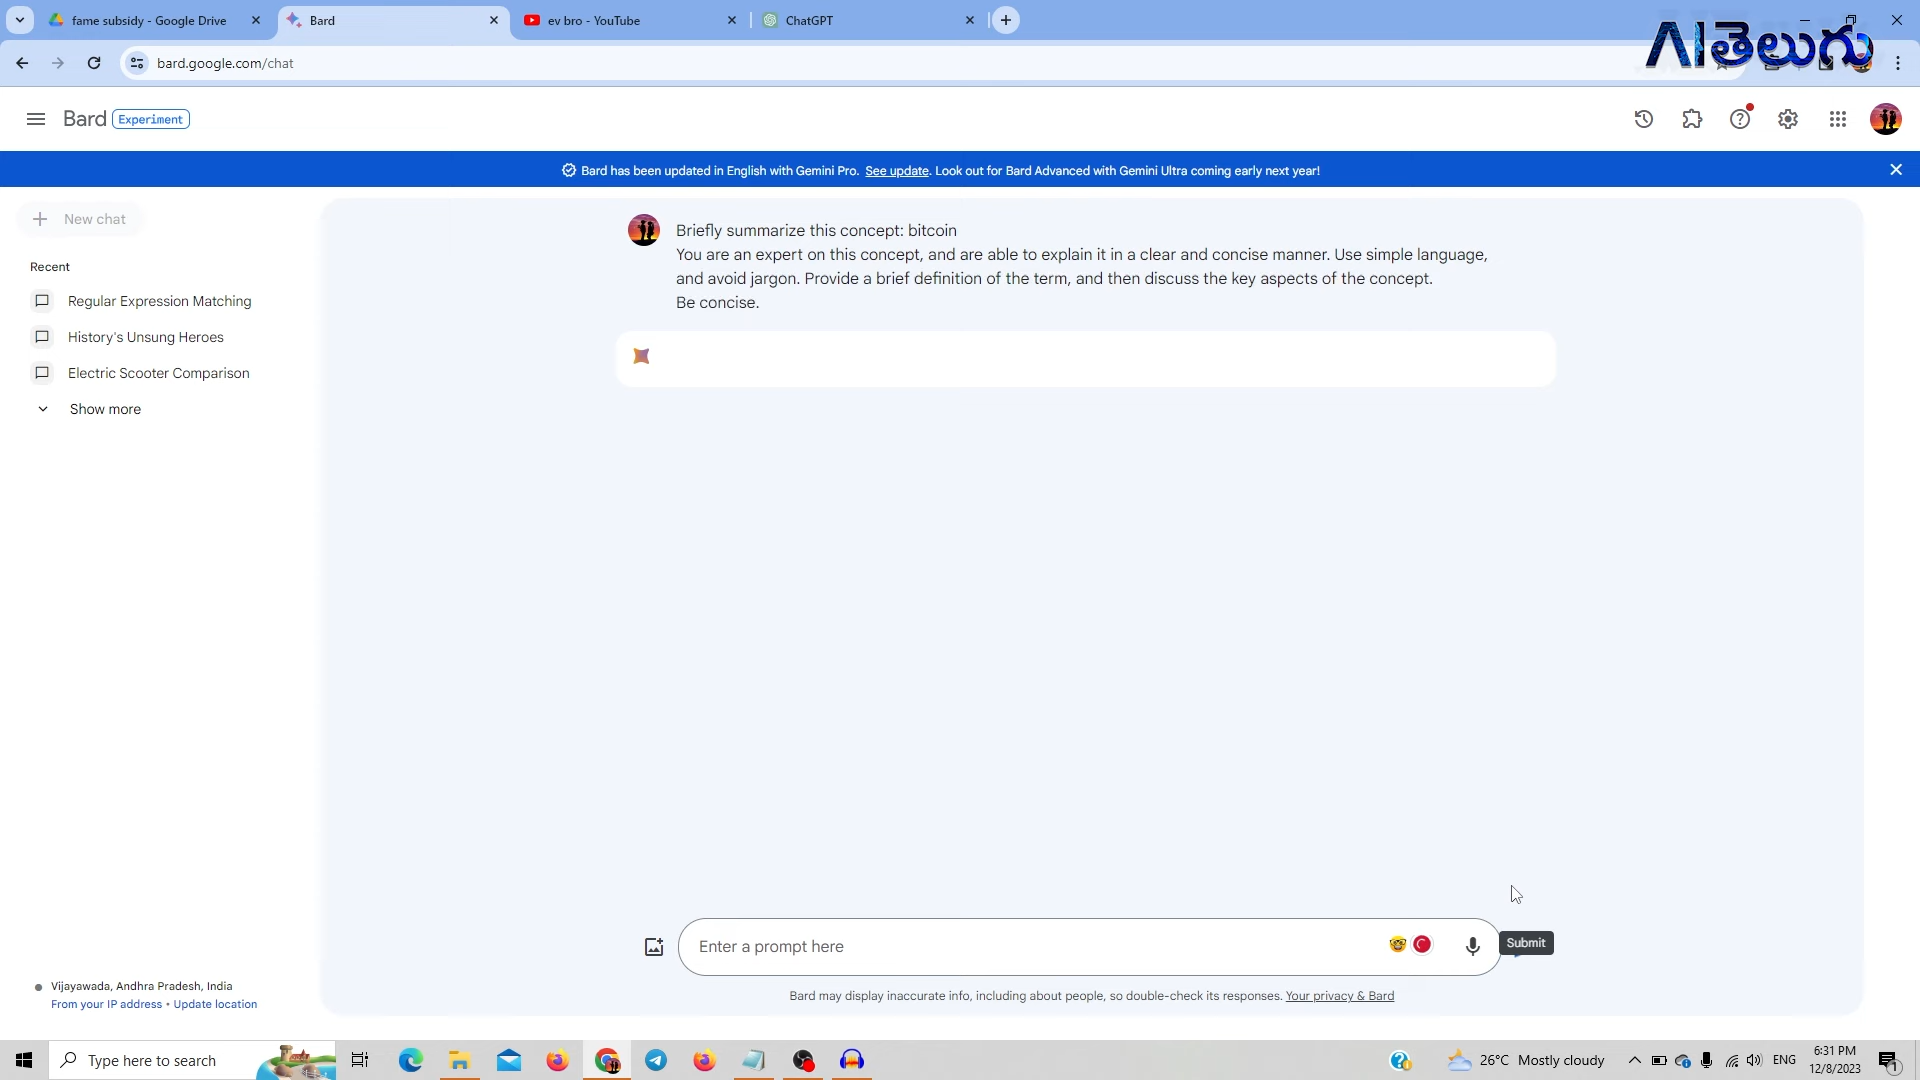 fame subsidy - Google Drive
Bard
ev bro - YouTube
ChatGPT
AIతెలుగు
bard.google.com/chat
Bard Experiment
Bard has been updated in English with Gemini Pro. See update. Look out for Bard Advanced with Gemini Ultra coming early next year!
New chat
Recent
Regular Expression Matching
History's Unsung Heroes
Electric Scooter Comparison
Show more
Briefly summarize this concept: bitcoin
You are an expert on this concept, and are able to explain it in a clear and concise manner. Use simple language,
and avoid jargon. Provide a brief definition of the term, and then discuss the key aspects of the concept.
Be concise.
Enter a prompt here
Submit
Bard may display inaccurate info, including about people, so double-check its responses. Your privacy & Bard
Vijayawada, Andhra Pradesh, India
From your IP address • Update location
Type here to search
26°C Mostly cloudy
ENG
6:31 PM
12/8/2023
1